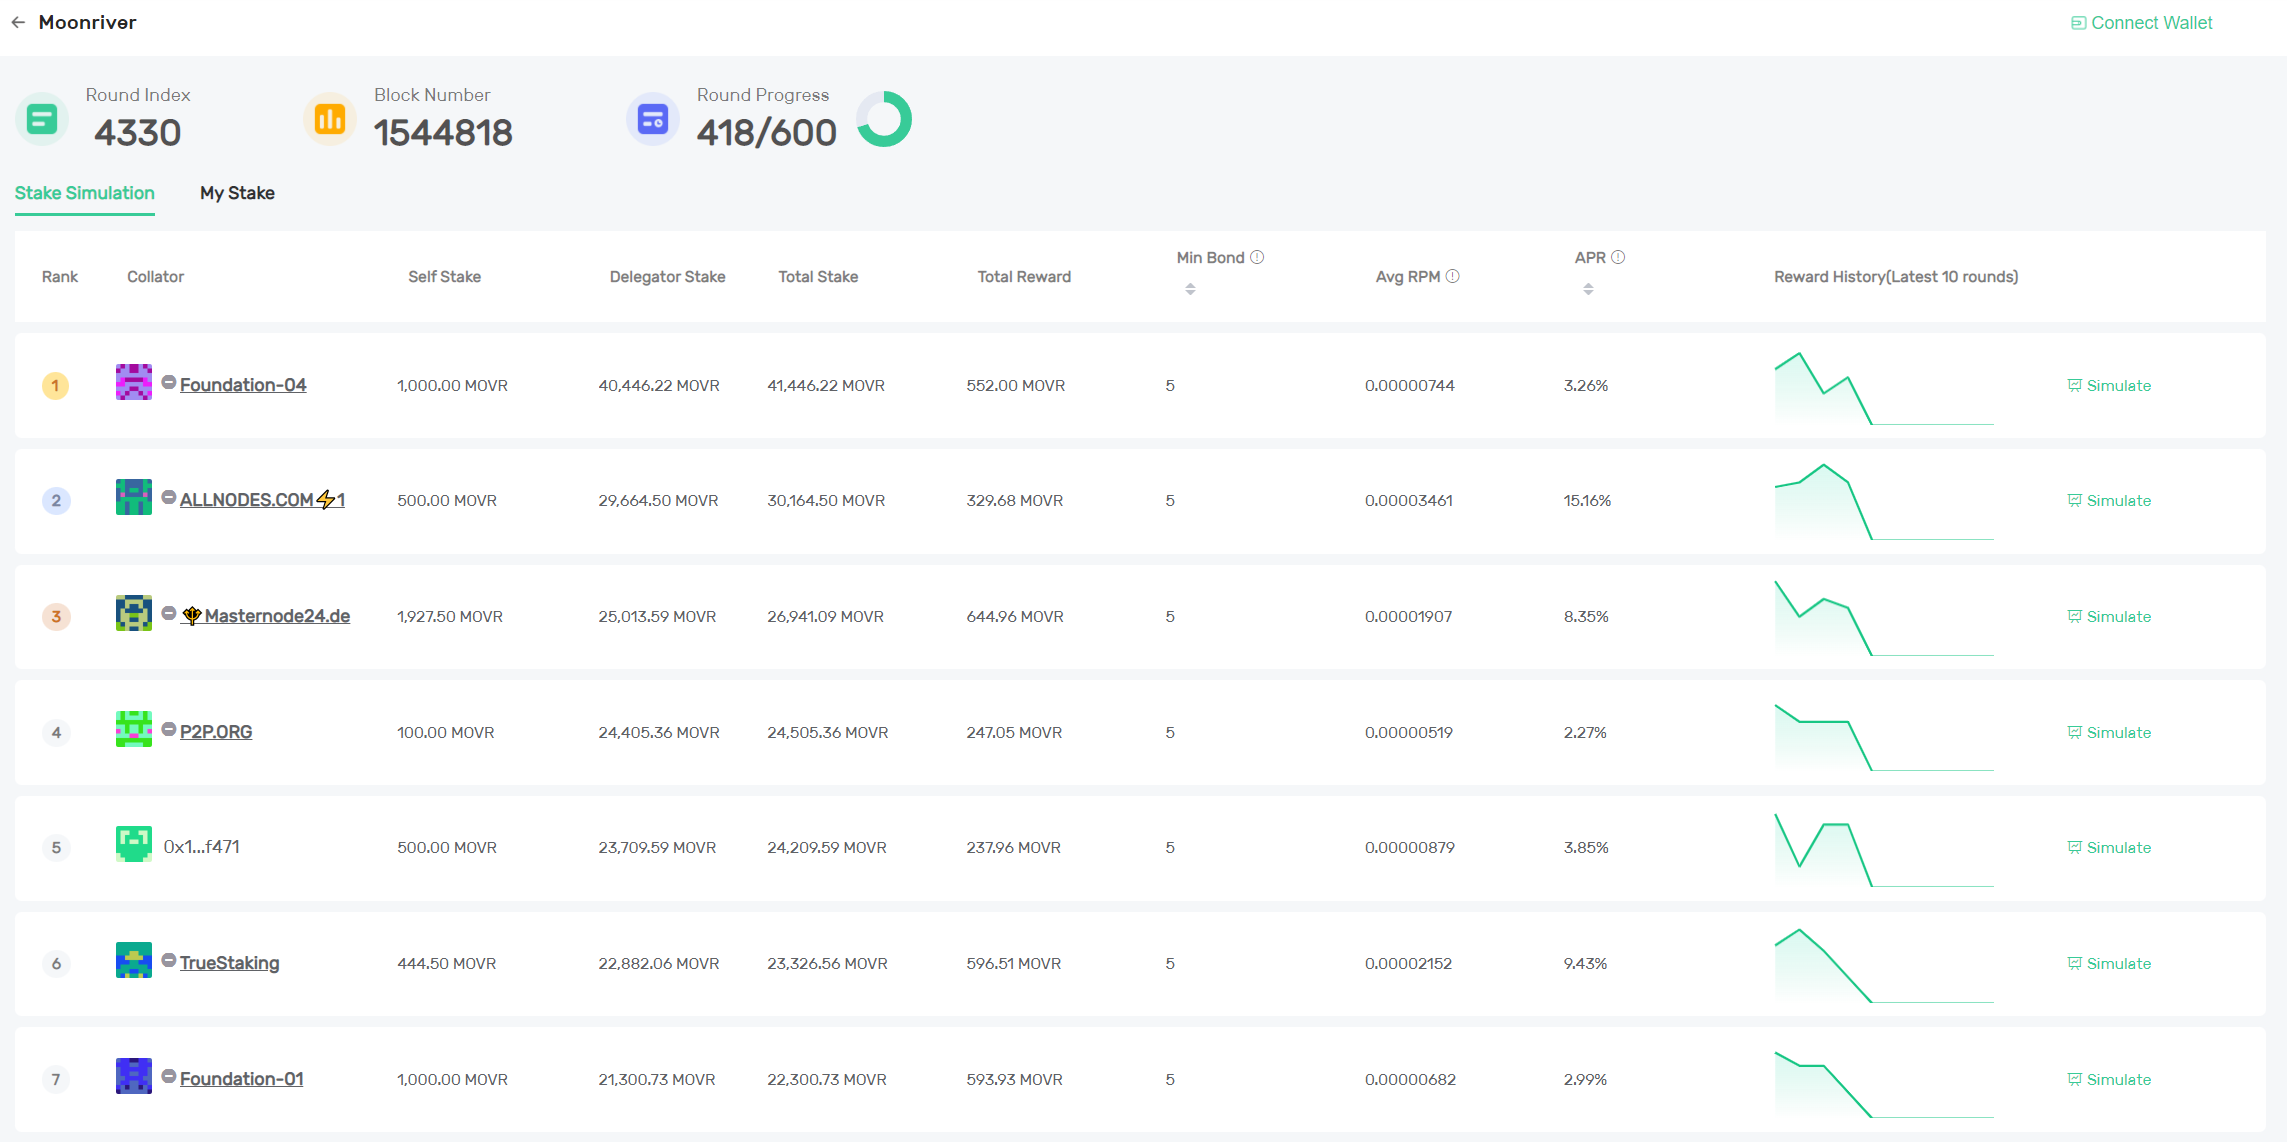 Moonriver
Connect Wallet
Round Index
4330
Block Number
1544818
Round Progress
418/600
Stake Simulation My Stake
Rank Collator Self Stake Delegator Stake Total Stake Total Reward Min Bond Avg RPM APR Reward History(Latest 10 rounds)
1 Foundation-04 1,000.00 MOVR 40,446.22 MOVR 41,446.22 MOVR 552.00 MOVR 5 0.00000744 3.26% Simulate
2 ALLNODES.COM⚡1 500.00 MOVR 29,664.50 MOVR 30,164.50 MOVR 329.68 MOVR 5 0.00003461 15.16% Simulate
3 🔱Masternode24.de 1,927.50 MOVR 25,013.59 MOVR 26,941.09 MOVR 644.96 MOVR 5 0.00001907 8.35% Simulate
4 P2P.ORG 100.00 MOVR 24,405.36 MOVR 24,505.36 MOVR 247.05 MOVR 5 0.00000519 2.27% Simulate
5 0x1...f471 500.00 MOVR 23,709.59 MOVR 24,209.59 MOVR 237.96 MOVR 5 0.00000879 3.85% Simulate
6 TrueStaking 444.50 MOVR 22,882.06 MOVR 23,326.56 MOVR 596.51 MOVR 5 0.00002152 9.43% Simulate
7 Foundation-01 1,000.00 MOVR 21,300.73 MOVR 22,300.73 MOVR 593.93 MOVR 5 0.00000682 2.99% Simulate